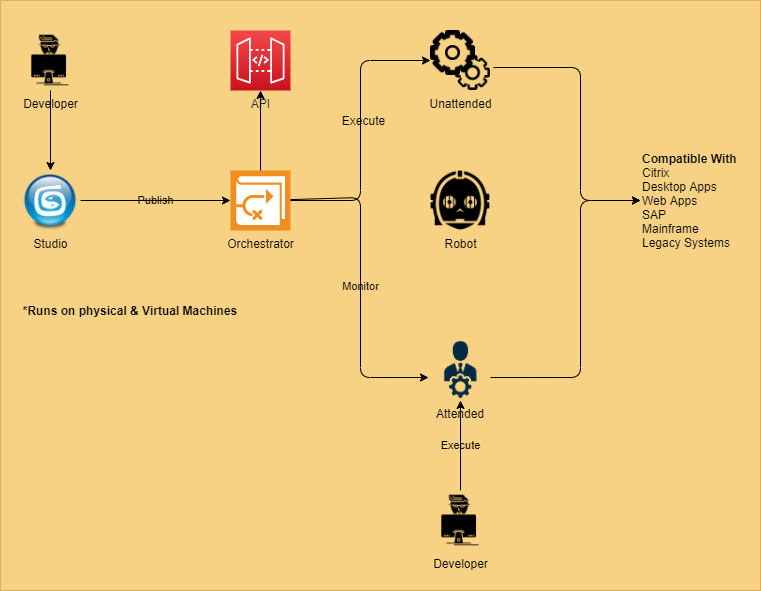 Developer
API
Unattended
Execute
Compatible With
Citrix
Desktop Apps
Web Apps
SAP
Mainframe
Legacy Systems
Publish
Studio
Orchestrator
Robot
Monitor
*Runs on physical & Virtual Machines
Attended
Execute
Developer